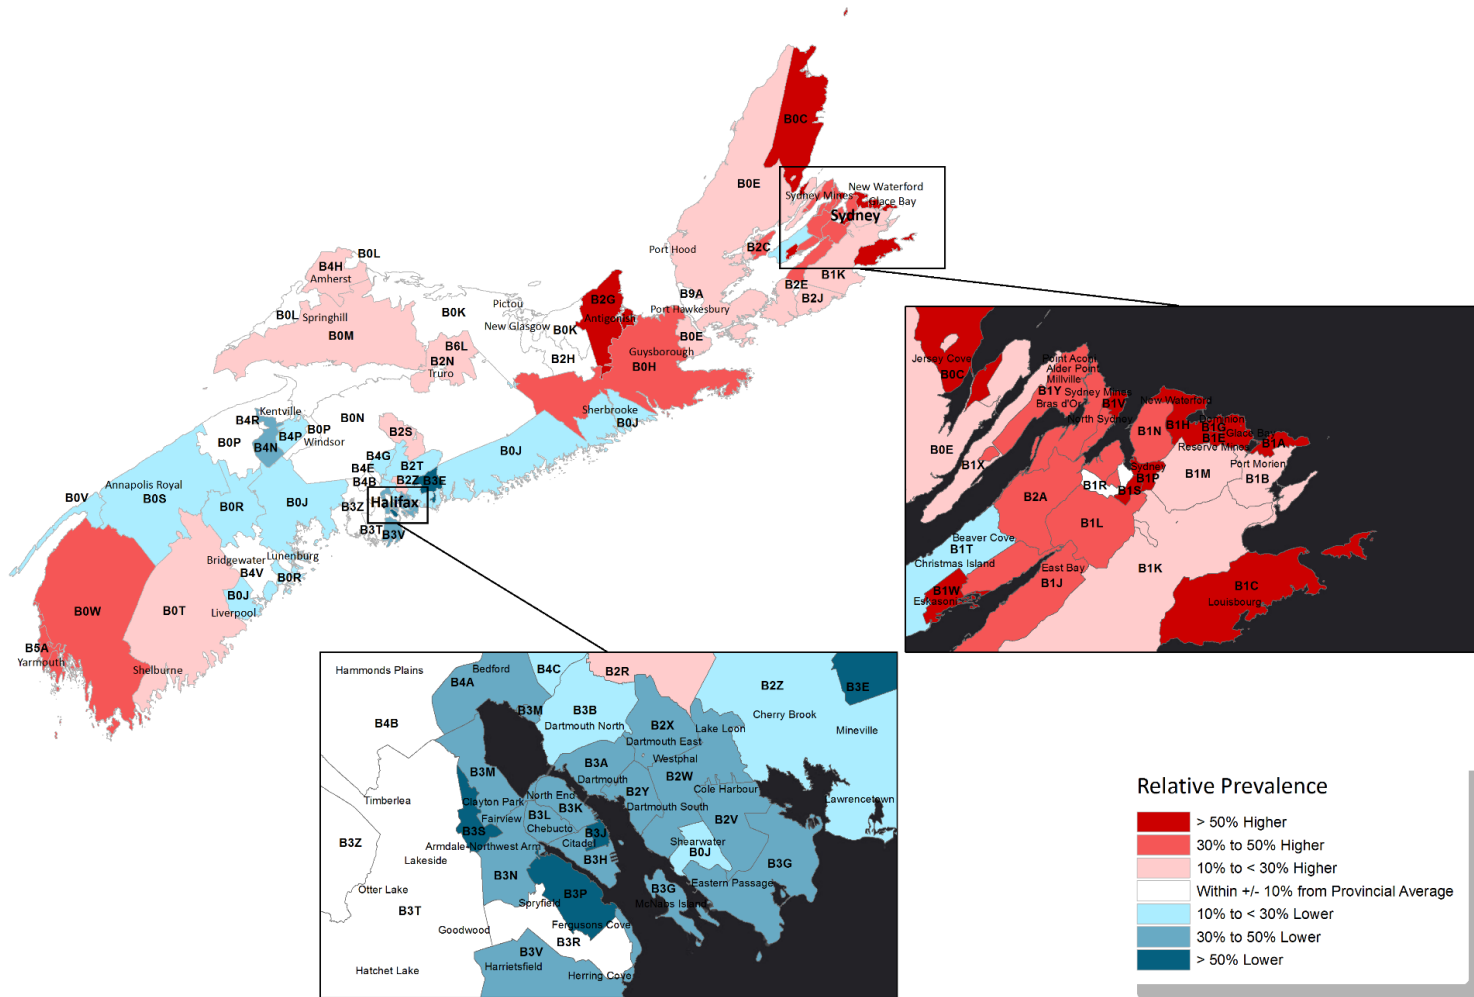 B0C
B0E
New Waterford
Sydney Mines
Glace Bay
Sydney
Port Hood
B2C
B0L
B4H
Amherst
B1K
B2E
B9A
B2J
Pictou
B2G
Port Hawkesbury
B0L
Springhill
B0K
New Glasgow
B0K
Antigonish
B0M
B0E
B6L
Guysborough
B2N
B2H
B0H
Truro
Kentville
Sherbrooke
B4R
B0N
B0J
B0P
B4P
B0P
B2S
Windsor
B4N
B0J
B4G
B4E
B2T
B4B
B2Z
B3E
Annapolis Royal
B0V
B0S
B0R
B0J
B3Z
Halifax
B3T
B3V
Bridgewater
Lunenburg
B4V
B0R
B0J
B0W
B0T
Liverpool
B5A
Yarmouth
Shelburne
Jersey Cove
B0C
Point Aconi
Alder Point
Millville
B1Y
Sydney Mines
Bras d'Or
B1V
New Waterford
North Sydney
Dominion
B1H
B1G
B1N
B1E
Glace Bay
B1A
Reserve Mines
B0E
B1X
Sydney
Port Morien
B1P
B1M
B1B
B1R
B1S
B2A
B1L
Beaver Cove
B1T
Christmas Island
East Bay
B1K
B1J
B1W
Eskasoni
B1C
Louisbourg
Hammonds Plains
Bedford
B4C
B2R
B4A
B2Z
B3E
B3M
B3B
Cherry Brook
B4B
Dartmouth North
B2X
Lake Loon
Mineville
Dartmouth East
Westphal
B3A
B3M
Dartmouth
B2W
Cole Harbour
Timberlea
Clayton Park
North End
B2Y
Lawrencetown
B3K
Dartmouth South
Fairview
B3L
B2V
Chebucto
B3S
B3J
B3Z
Armdale-Northwest Arm
Citadel
Shearwater
Lakeside
B3H
B0J
B3G
B3N
Otter Lake
B3P
B3G
Eastern Passage
B3T
Spryfield
McNabs Island
Goodwood
Fergusons Cove
B3R
B3V
Hatchet Lake
Harrietsfield
Herring Cove
Relative Prevalence
> 50% Higher
30% to 50% Higher
10% to < 30% Higher
Within +/- 10% from Provincial Average
10% to < 30% Lower
30% to 50% Lower
> 50% Lower